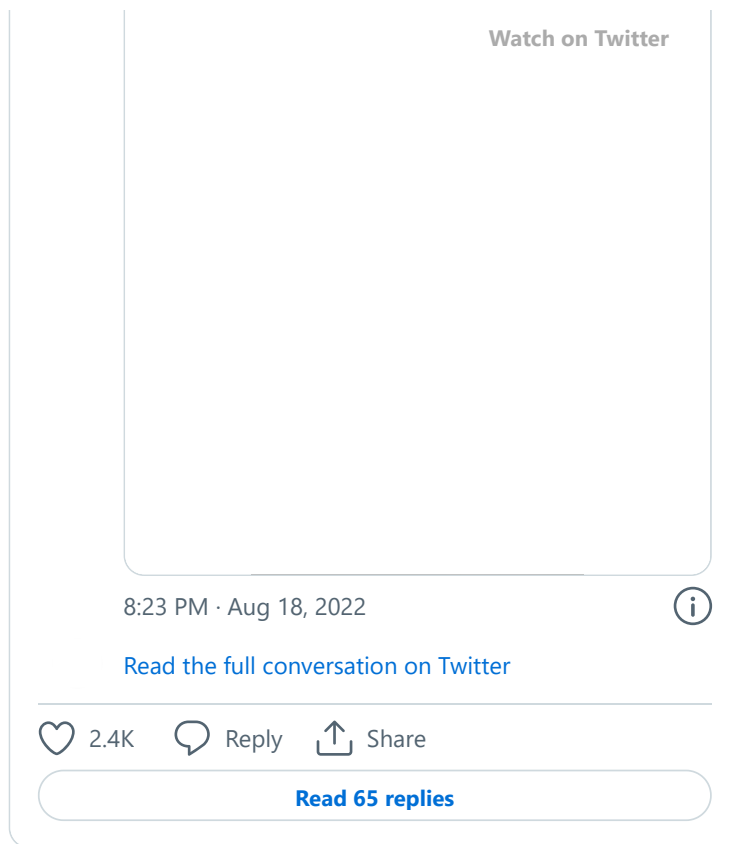 Watch on Twitter
8:23 PM · Aug 18, 2022
Read the full conversation on Twitter
2.4K Reply Share
Read 65 replies